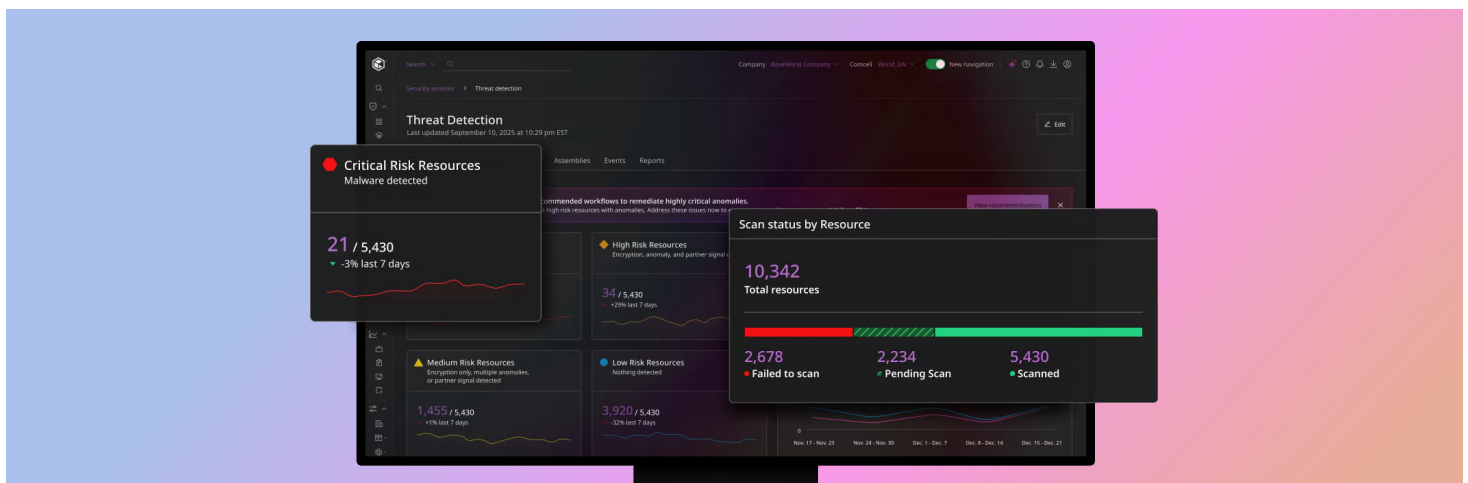 Search
Company BaseWorld Company Comcell World_DN New navigation
Security services > Threat detection
Threat Detection
Last updated September 10, 2025 at 10:29 pm EST
Edit
Assemblies Events Reports
Critical Risk Resources
Malware detected
21 / 5,430
-3% last 7 days
commended workflows to remediate highly critical anomalies.
high risk resources with anomalies. Address these issues now to
View recommendations
High Risk Resources
Encryption, anomaly, and partner signal
34 / 5,430
+29% last 7 days
Scan status by Resource
10,342
Total resources
2,678 2,234 5,430
Failed to scan Pending Scan Scanned
Medium Risk Resources
Encryption only, multiple anomalies,
or partner signal detected
1,455 / 5,430
+1% last 7 days
Low Risk Resources
Nothing detected
3,920 / 5,430
-32% last 7 days
0
Nov. 17 - Nov. 23 Nov. 24 - Nov. 30 Dec. 1 - Dec. 7 Dec. 8 - Dec. 14 Dec. 15 - Dec. 21